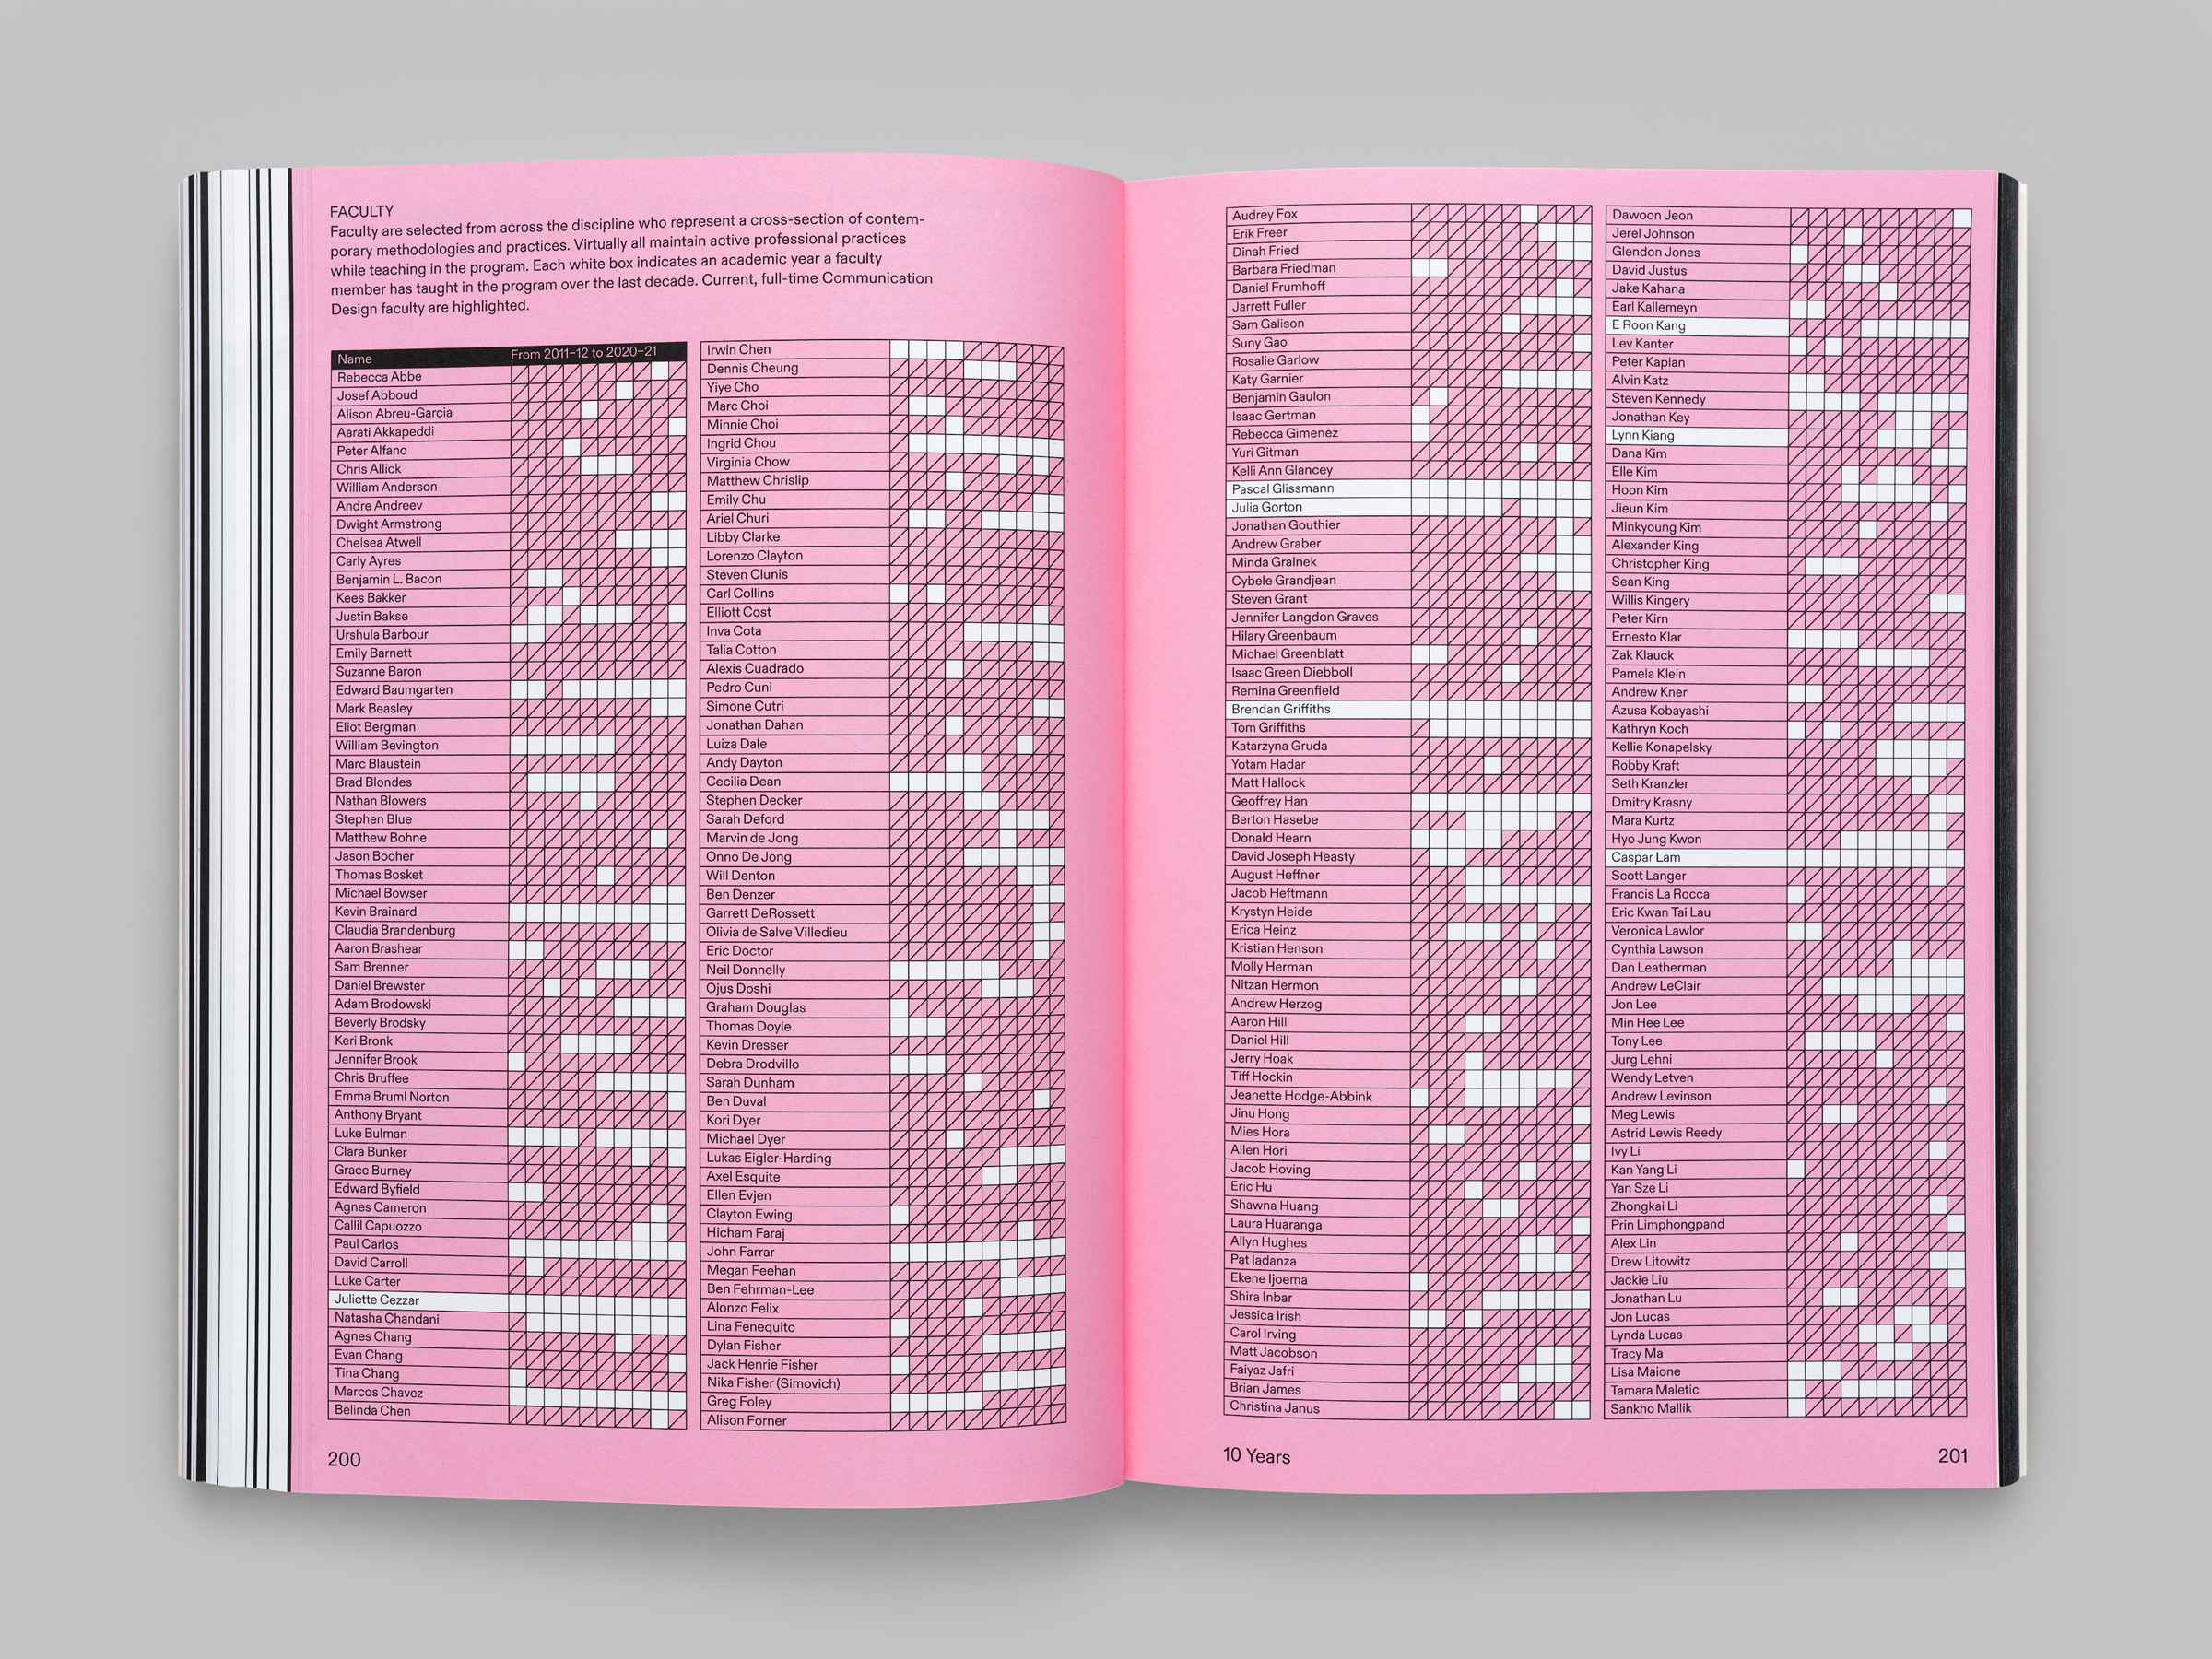 FACULTY
Faculty are selected from across the discipline who represent a cross-section of contem-
porary methodologies and practices. Virtually all maintain active professional practices
while teaching in the program. Each white box indicates an academic year a faculty
member has taught in the program over the last decade. Current, full-time Communication
Design faculty are highlighted.
Name From 2011–12 to 2020–21
Rebecca Abbe
Josef Abboud
Alison Abreu-Garcia
Aarati Akkapeddi
Peter Alfano
Chris Allick
William Anderson
Andre Andreev
Dwight Armstrong
Chelsea Atwell
Carly Ayres
Benjamin L. Bacon
Kees Bakker
Justin Bakse
Urshula Barbour
Emily Barnett
Suzanne Baron
Edward Baumgarten
Mark Beasley
Eliot Bergman
William Bevington
Marc Blaustein
Brad Blondes
Nathan Blowers
Stephen Blue
Matthew Bohne
Jason Booher
Thomas Bosket
Michael Bowser
Kevin Brainard
Claudia Brandenburg
Aaron Brashear
Sam Brenner
Daniel Brewster
Adam Brodowski
Beverly Brodsky
Keri Bronk
Jennifer Brook
Chris Bruffee
Emma Bruml Norton
Anthony Bryant
Luke Bulman
Clara Bunker
Grace Burney
Edward Byfield
Agnes Cameron
Callil Capuozzo
Paul Carlos
David Carroll
Luke Carter
Juliette Cezzar
Natasha Chandani
Agnes Chang
Evan Chang
Tina Chang
Marcos Chavez
Belinda Chen
Irwin Chen
Dennis Cheung
Yiye Cho
Marc Choi
Minnie Choi
Ingrid Chou
Virginia Chow
Matthew Chrislip
Emily Chu
Ariel Churi
Libby Clarke
Lorenzo Clayton
Steven Clunis
Carl Collins
Elliott Cost
Inva Cota
Talia Cotton
Alexis Cuadrado
Pedro Cuni
Simone Cutri
Jonathan Dahan
Luiza Dale
Andy Dayton
Cecilia Dean
Stephen Decker
Sarah Deford
Marvin de Jong
Onno De Jong
Will Denton
Ben Denzer
Garrett DeRossett
Olivia de Salve Villedieu
Eric Doctor
Neil Donnelly
Ojus Doshi
Graham Douglas
Thomas Doyle
Kevin Dresser
Debra Drodvillo
Sarah Dunham
Ben Duval
Kori Dyer
Michael Dyer
Lukas Eigler-Harding
Axel Esquite
Ellen Evjen
Clayton Ewing
Hicham Faraj
John Farrar
Megan Feehan
Ben Fehrman-Lee
Alonzo Felix
Lina Fenequito
Dylan Fisher
Jack Henrie Fisher
Nika Fisher (Simovich)
Greg Foley
Alison Forner
200
Audrey Fox
Erik Freer
Dinah Fried
Barbara Friedman
Daniel Frumhoff
Jarrett Fuller
Sam Galison
Suny Gao
Rosalie Garlow
Katy Garnier
Benjamin Gaulon
Isaac Gertman
Rebecca Gimenez
Yuri Gitman
Kelli Ann Glancey
Pascal Glissmann
Julia Gorton
Jonathan Gouthier
Andrew Graber
Minda Gralnek
Cybele Grandjean
Steven Grant
Jennifer Langdon Graves
Hilary Greenbaum
Michael Greenblatt
Isaac Green Diebboll
Remina Greenfield
Brendan Griffiths
Tom Griffiths
Katarzyna Gruda
Yotam Hadar
Matt Hallock
Geoffrey Han
Berton Hasebe
Donald Hearn
David Joseph Heasty
August Heffner
Jacob Heftmann
Krystyn Heide
Erica Heinz
Kristian Henson
Molly Herman
Nitzan Hermon
Andrew Herzog
Aaron Hill
Daniel Hill
Jerry Hoak
Tiff Hockin
Jeanette Hodge-Abbink
Jinu Hong
Mies Hora
Allen Hori
Jacob Hoving
Eric Hu
Shawna Huang
Laura Huaranga
Allyn Hughes
Pat Iadanza
Ekene Ijoema
Shira Inbar
Jessica Irish
Carol Irving
Matt Jacobson
Faiyaz Jafri
Brian James
Christina Janus
Dawoon Jeon
Jerel Johnson
Glendon Jones
David Justus
Jake Kahana
Earl Kallemeyn
E Roon Kang
Lev Kanter
Peter Kaplan
Alvin Katz
Steven Kennedy
Jonathan Key
Lynn Kiang
Dana Kim
Elle Kim
Hoon Kim
Jieun Kim
Minkyoung Kim
Alexander King
Christopher King
Sean King
Willis Kingery
Peter Kirn
Ernesto Klar
Zak Klauck
Pamela Klein
Andrew Kner
Azusa Kobayashi
Kathryn Koch
Kellie Konapelsky
Robby Kraft
Seth Kranzler
Dmitry Krasny
Mara Kurtz
Hyo Jung Kwon
Caspar Lam
Scott Langer
Francis La Rocca
Eric Kwan Tai Lau
Veronica Lawlor
Cynthia Lawson
Dan Leatherman
Andrew LeClair
Jon Lee
Min Hee Lee
Tony Lee
Jurg Lehni
Wendy Letven
Andrew Levinson
Meg Lewis
Astrid Lewis Reedy
Ivy Li
Kan Yang Li
Yan Sze Li
Zhongkai Li
Prin Limphongpand
Alex Lin
Drew Litowitz
Jackie Liu
Jonathan Lu
Jon Lucas
Lynda Lucas
Tracy Ma
Lisa Maione
Tamara Maletic
Sankho Mallik
10 Years
201